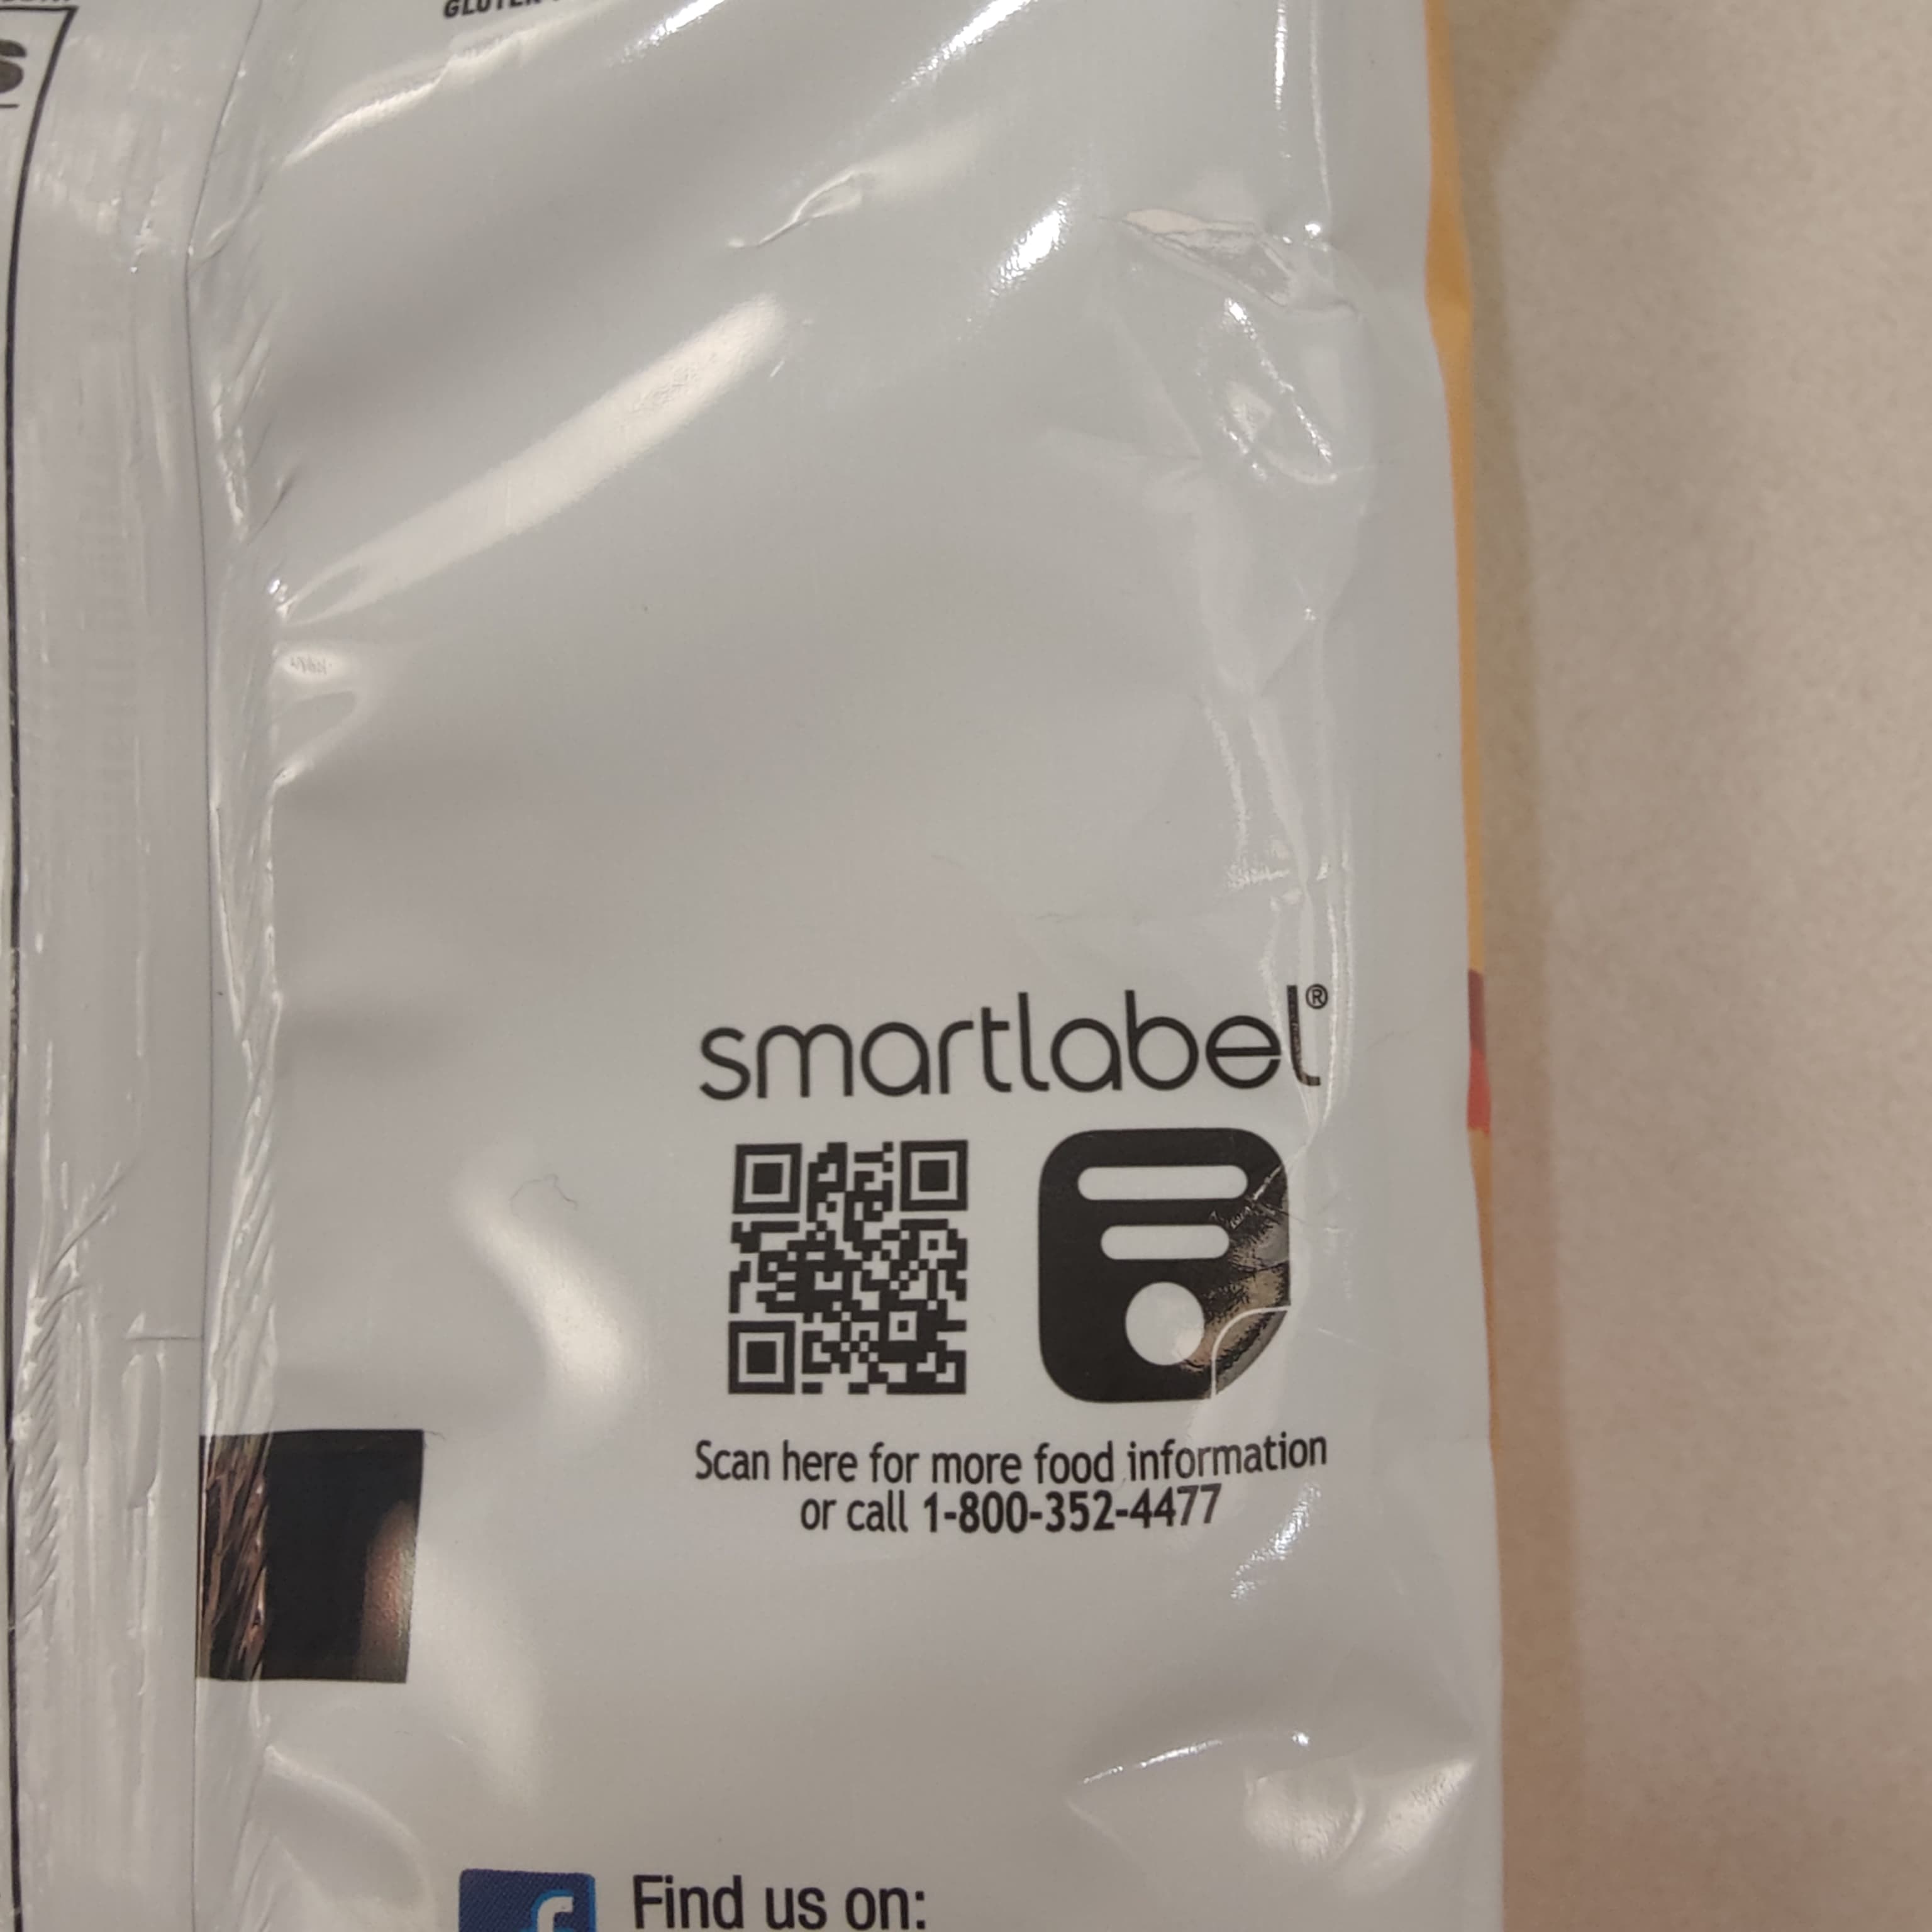 S
smartlabel®
Scan here for more food information
or call 1-800-352-4477
f
Find us on: